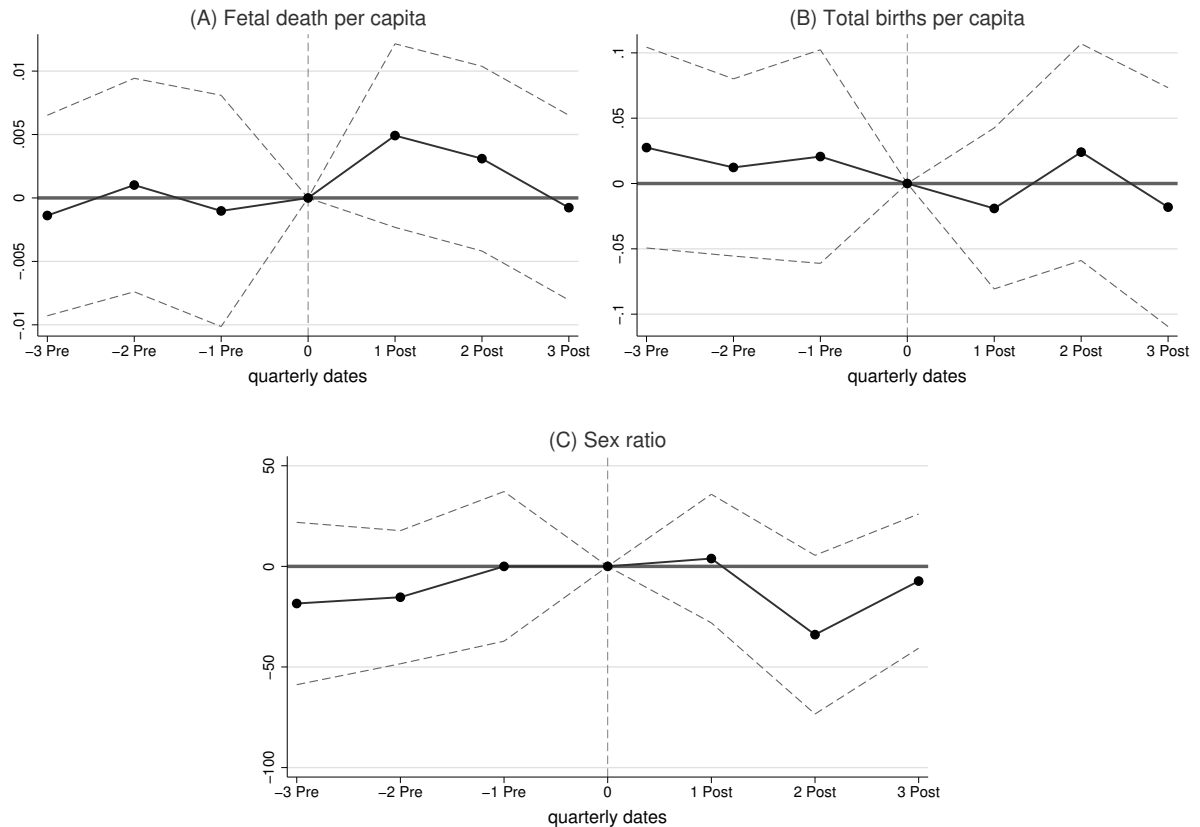 (A) Fetal death per capita
.01
.005
0
−.005
−.01
−3 Pre −2 Pre −1 Pre 0 1 Post 2 Post 3 Post
quarterly dates
(B) Total births per capita
.1
.05
0
−.05
−.1
−3 Pre −2 Pre −1 Pre 0 1 Post 2 Post 3 Post
quarterly dates
(C) Sex ratio
50
0
−50
−100
−3 Pre −2 Pre −1 Pre 0 1 Post 2 Post 3 Post
quarterly dates